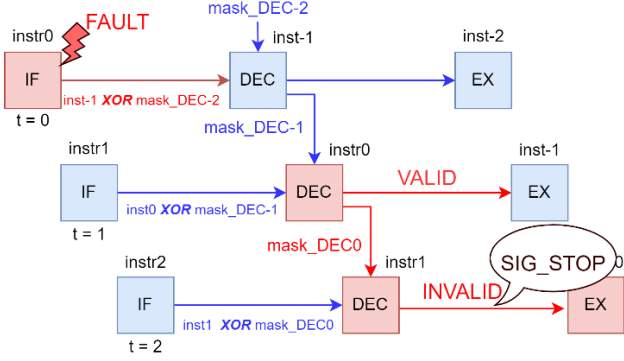 mask_DEC-2
instr0
FAULT
inst-1
inst-2
IF
DEC
EX
inst-1 XOR mask_DEC-2
t = 0
mask_DEC-1
instr1
instr0
inst-1
VALID
IF
DEC
EX
inst0 XOR mask_DEC-1
t = 1
mask_DEC0
instr2
instr1
SIG_STOP
0
INVALID
IF
DEC
EX
inst1 XOR mask_DEC0
t = 2